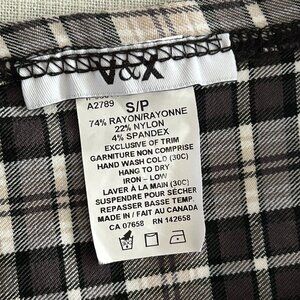 A2789
S/P
74% RAYON/RAYONNE
22% NYLON
4% SPANDEX
EXCLUSIVE OF TRIM
GARNITURE NON COMPRISE
HAND WASH COLD (30C)
HANG TO DRY
IRON – LOW
LAVER À LA MAIN (30C)
SUSPENDRE POUR SÉCHER
REPASSER BASSE TEMP.
MADE IN / FAIT AU CANADA
CA 07658 RN 142658